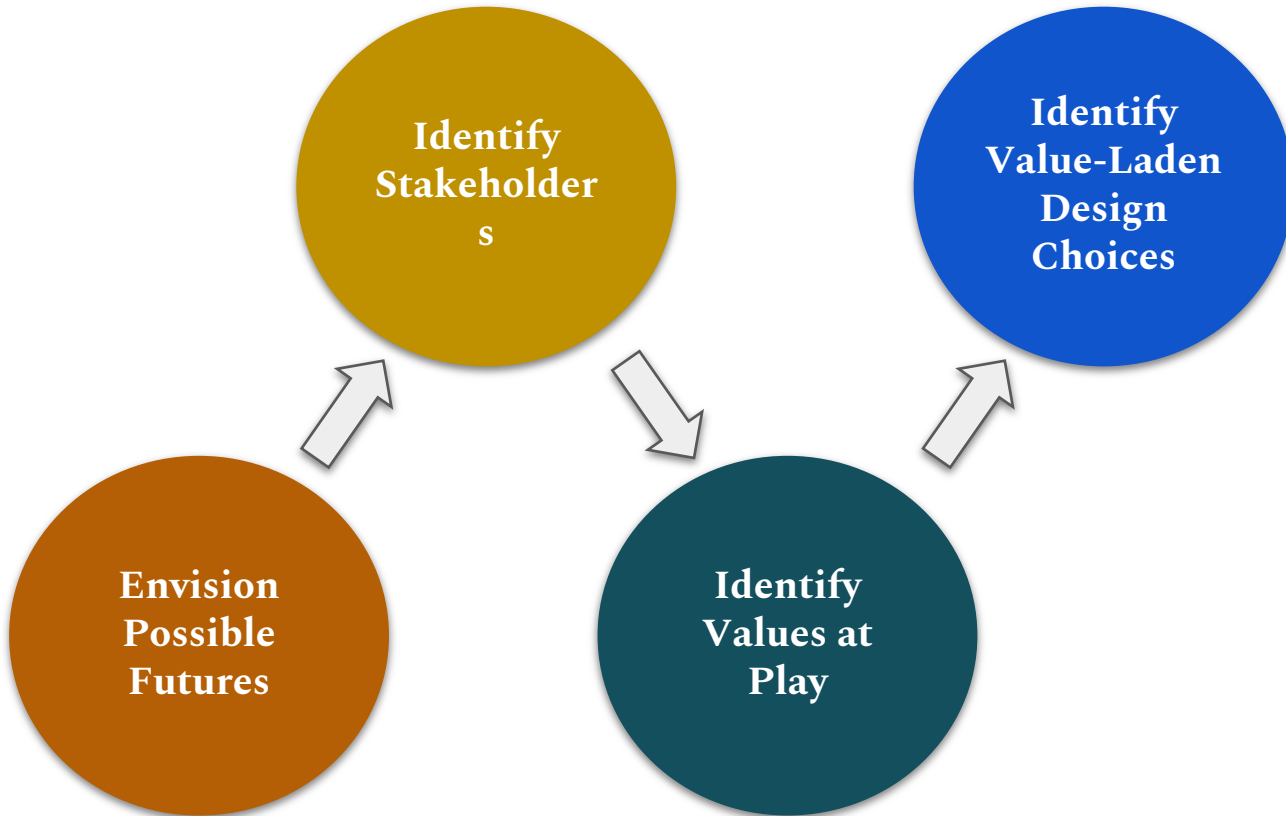 Identify
Stakeholder
s
Identify
Value-Laden
Design
Choices
Envision
Possible
Futures
Identify
Values at
Play